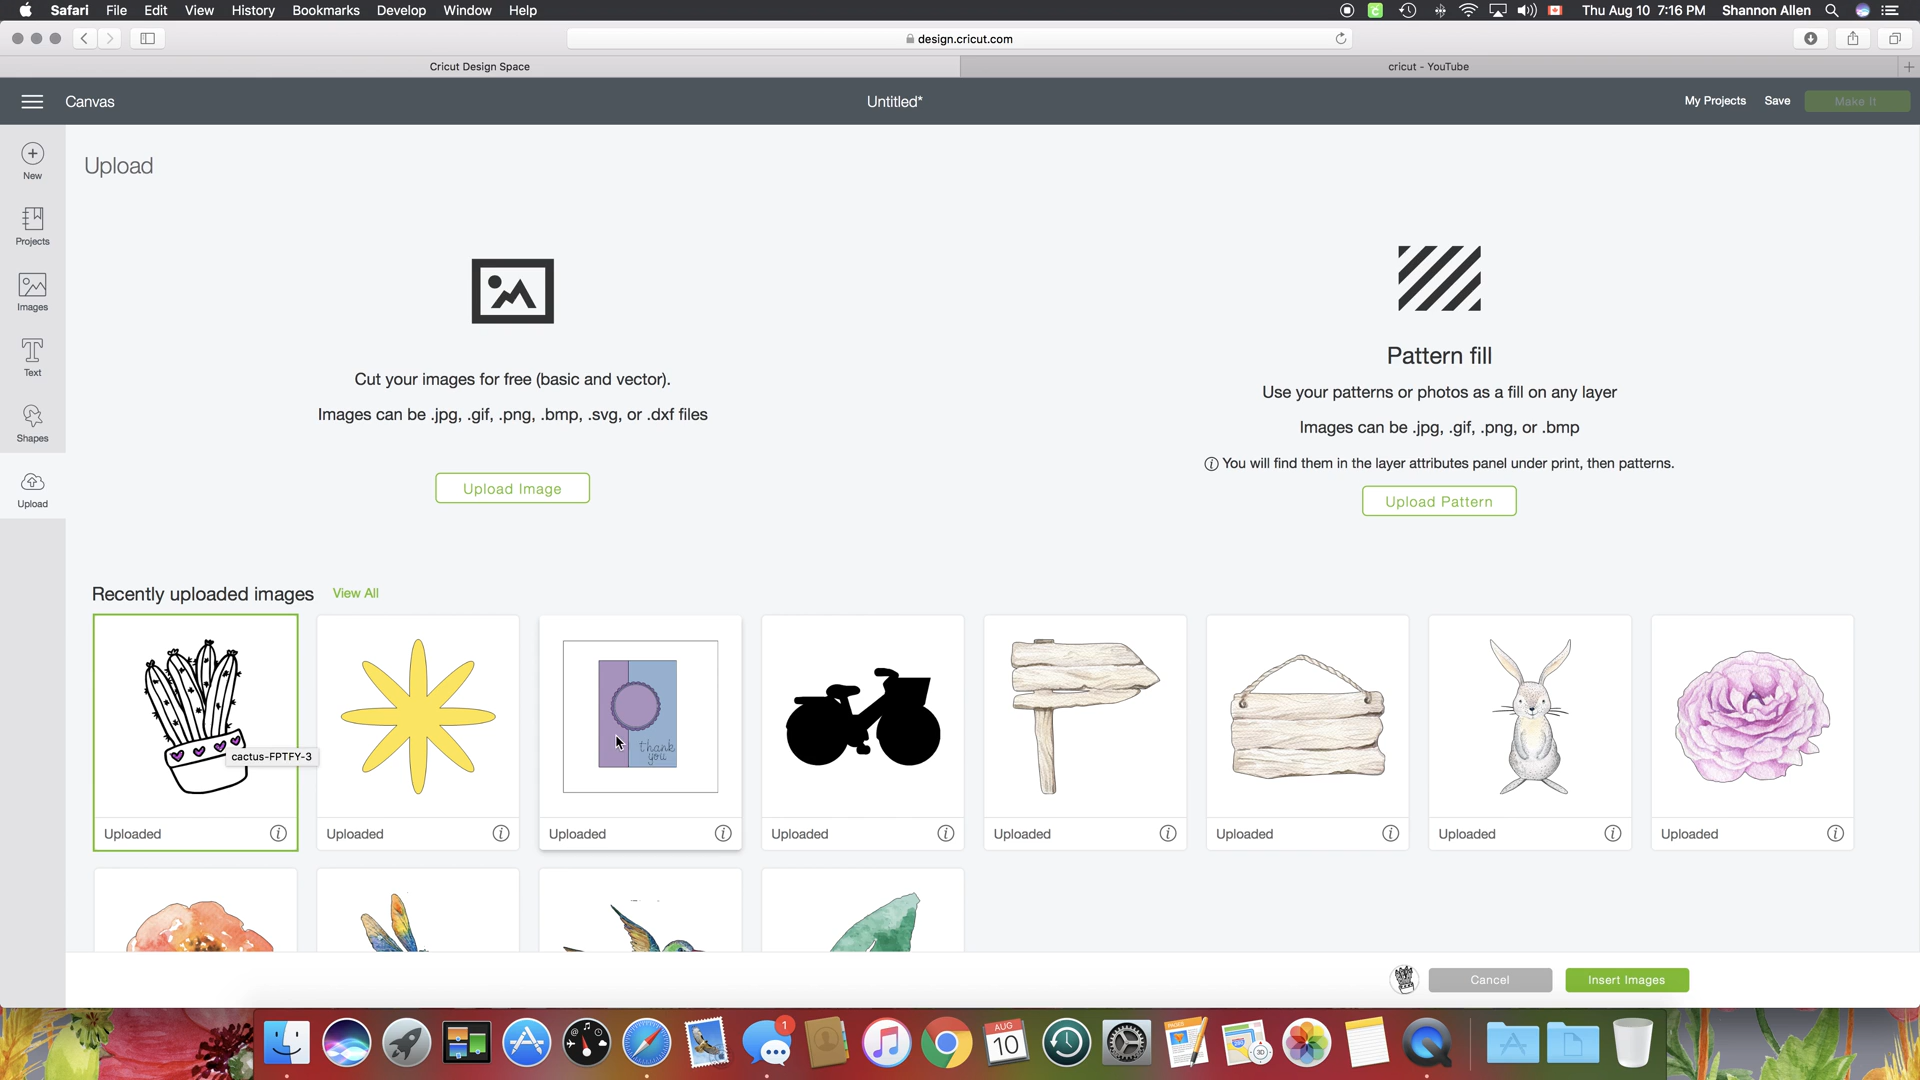 Safari File Edit View History Bookmarks Develop Window Help
Thu Aug 10 7:16 PM Shannon Allen
design.cricut.com
Cricut Design Space
cricut - YouTube
Canvas
Untitled*
My Projects Save Make It
New
Projects
Images
Text
Shapes
Upload
Upload
Cut your images for free (basic and vector).
Images can be .jpg, .gif, .png, .bmp, .svg, or .dxf files
Upload Image
Pattern fill
Use your patterns or photos as a fill on any layer
Images can be .jpg, .gif, .png, or .bmp
You will find them in the layer attributes panel under print, then patterns.
Upload Pattern
Recently uploaded images View All
cactus-FPTFY-3
thank
you
Uploaded
Uploaded
Uploaded
Uploaded
Uploaded
Uploaded
Uploaded
Uploaded
Cancel
Insert Images
1
AUG
10